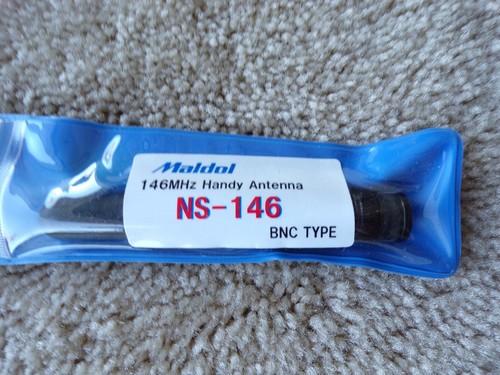 Maldol
146MHz Handy Antenna
NS-146
BNC TYPE